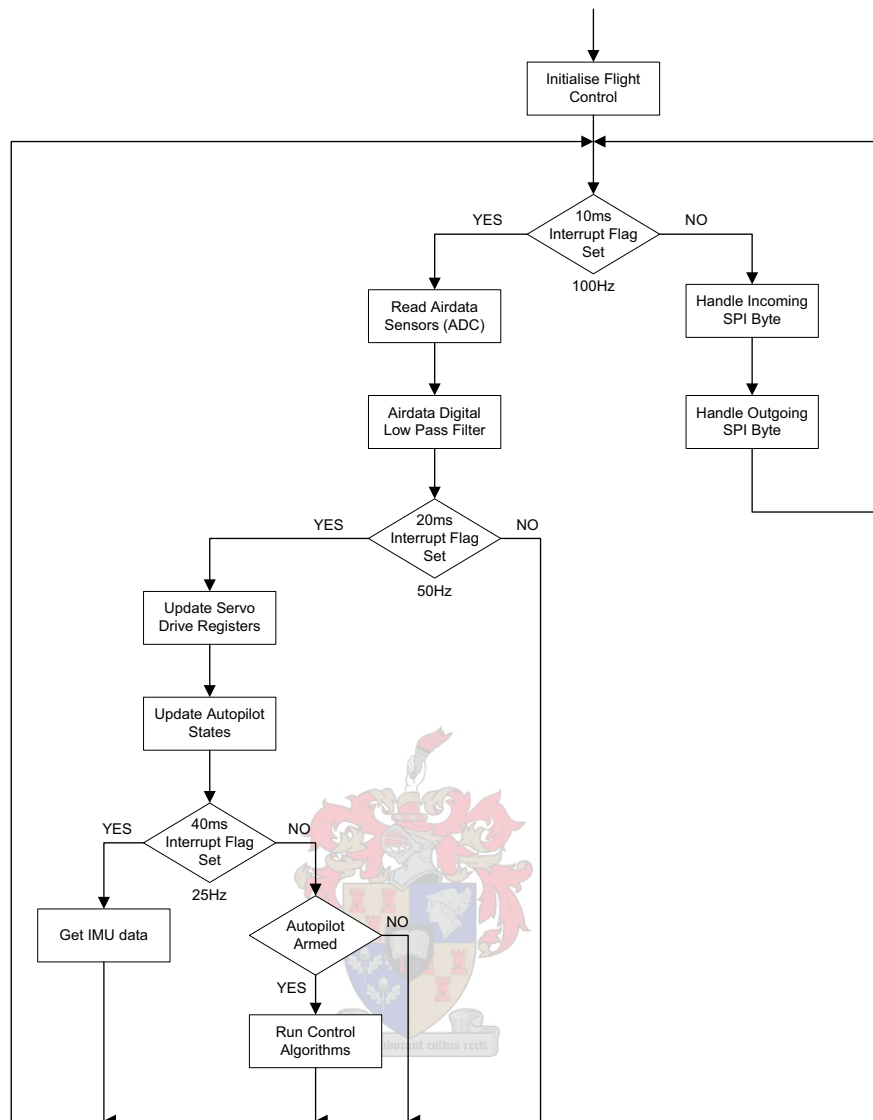 Initialise Flight
Control
10ms
Interrupt Flag
Set
YES
NO
100Hz
Read Airdata
Sensors (ADC)
Handle Incoming
SPI Byte
Airdata Digital
Low Pass Filter
Handle Outgoing
SPI Byte
20ms
Interrupt Flag
Set
YES
NO
50Hz
Update Servo
Drive Registers
Update Autopilot
States
40ms
Interrupt Flag
Set
YES
NO
25Hz
Get IMU data
Autopilot
Armed
NO
YES
Run Control
Algorithms
cultus recti